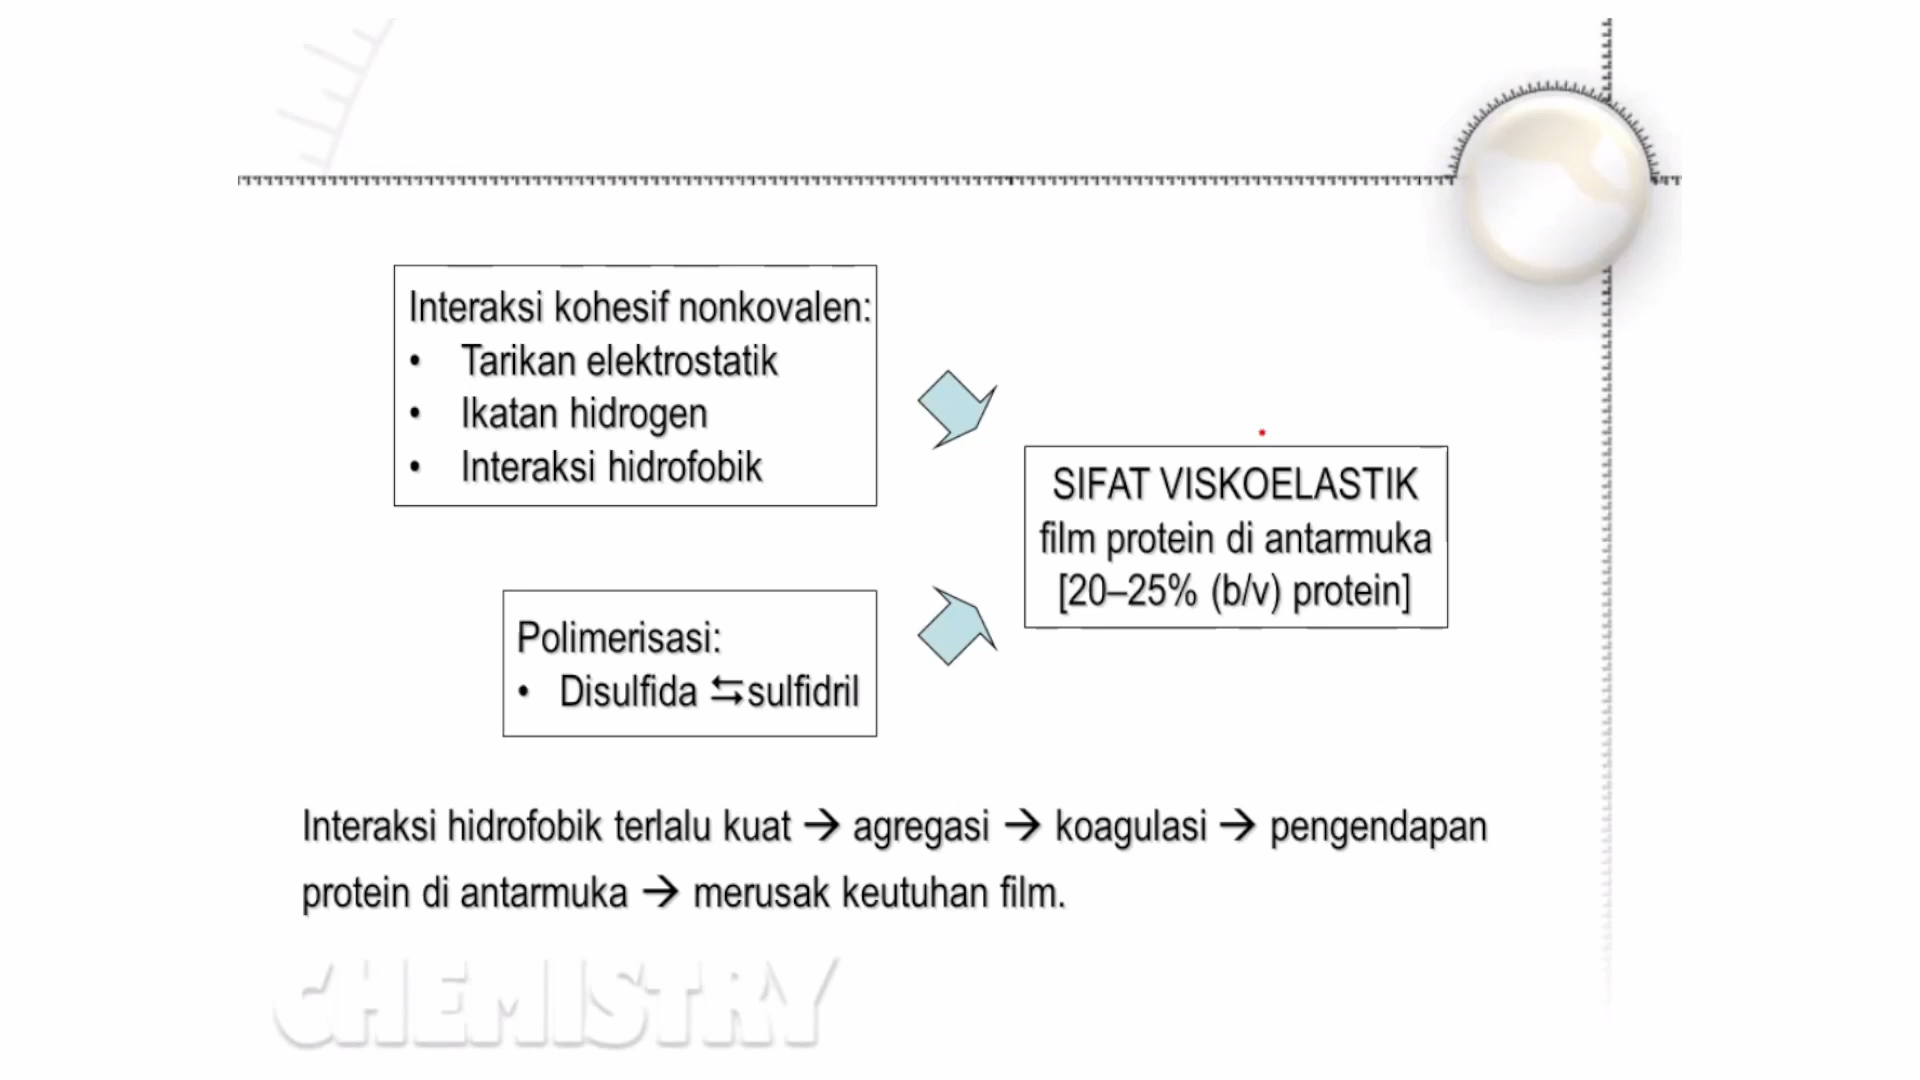 Interaksi kohesif nonkovalen:
• Tarikan elektrostatik
• Ikatan hidrogen
• Interaksi hidrofobik
SIFAT VISKOELASTIK
film protein di antarmuka
[20–25% (b/v) protein]
Polimerisasi:
• Disulfida ⇆sulfidril
Interaksi hidrofobik terlalu kuat → agregasi → koagulasi → pengendapan
protein di antarmuka → merusak keutuhan film.
CHEMISTRY